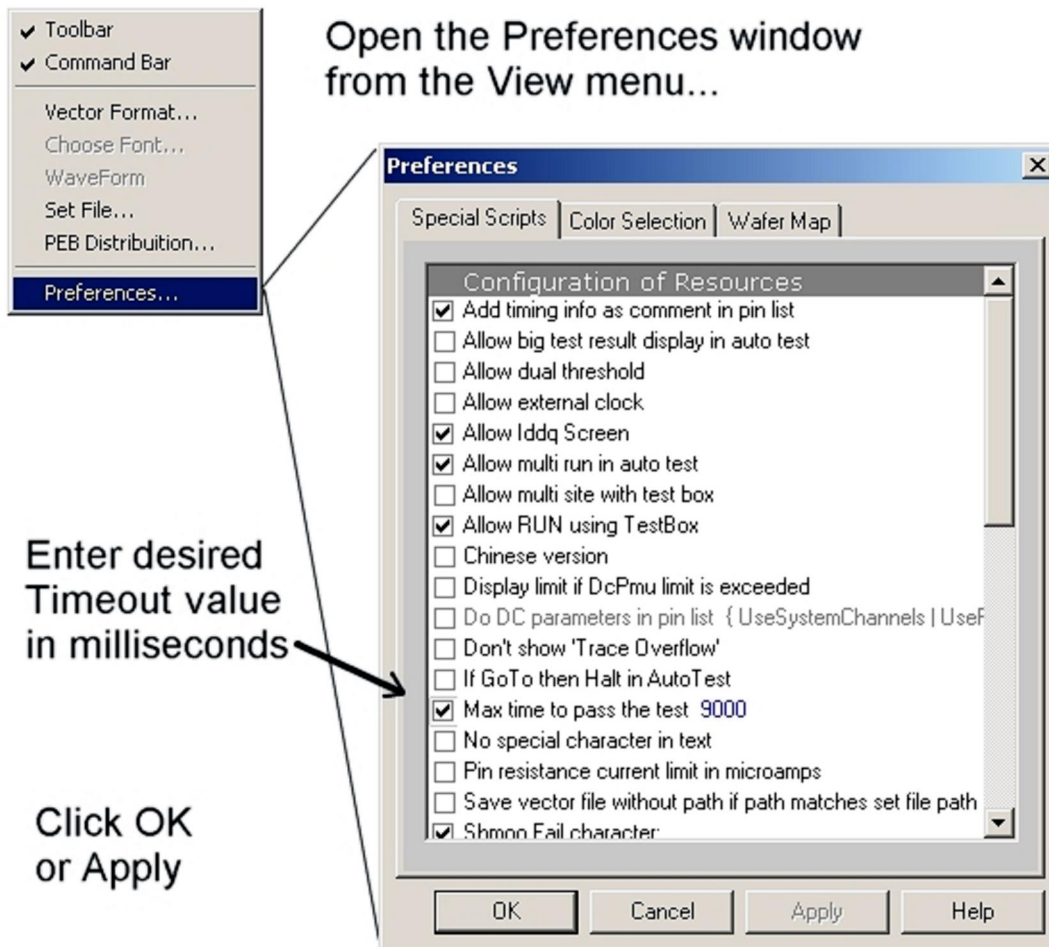 Toolbar
Command Bar
Vector Format...
Choose Font...
WaveForm
Set File...
PEB Distribuition...
Preferences...
Open the Preferences window
from the View menu...
Preferences
Special Scripts
Color Selection
Wafer Map
Configuration of Resources
Add timing info as comment in pin list
Allow big test result display in auto test
Allow dual threshold
Allow external clock
Allow Iddq Screen
Allow multi run in auto test
Allow multi site with test box
Allow RUN using TestBox
Chinese version
Display limit if DcPmu limit is exceeded
Do DC parameters in pin list { UseSystemChannels | UseF
Don't show 'Trace Overflow'
If GoTo then Halt in AutoTest
Max time to pass the test 9000
No special character in text
Pin resistance current limit in microamps
Save vector file without path if path matches set file path
Shmoo Fail character:
Enter desired
Timeout value
in milliseconds
Click OK
or Apply
OK
Cancel
Apply
Help